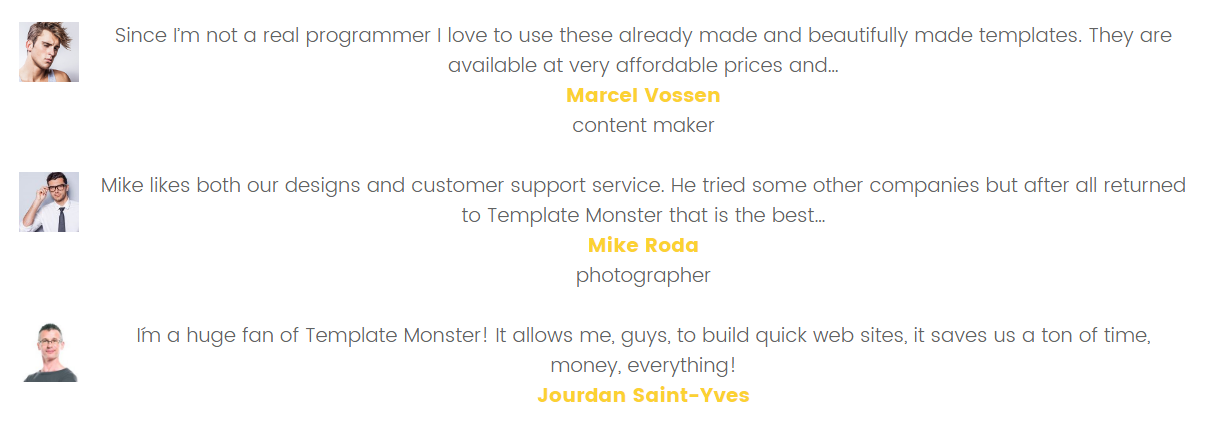 Since I'm not a real programmer I love to use these already made and beautifully made templates. They are
available at very affordable prices and...
Marcel Vossen
content maker
Mike likes both our designs and customer support service. He tried some other companies but after all returned
to Template Monster that is the best...
Mike Roda
photographer
I´m a huge fan of Template Monster! It allows me, guys, to build quick web sites, it saves us a ton of time,
money, everything!
Jourdan Saint-Yves